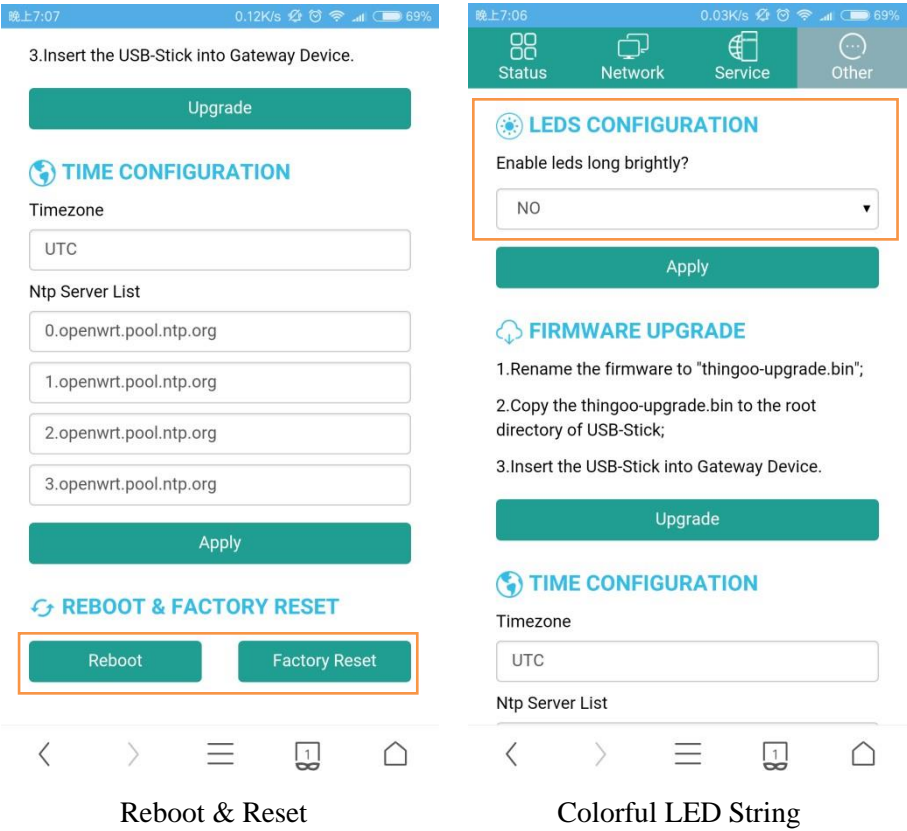 晚上7:07 0.12K/s 69%
3.Insert the USB-Stick into Gateway Device.
Upgrade
TIME CONFIGURATION
Timezone
UTC
Ntp Server List
0.openwrt.pool.ntp.org
1.openwrt.pool.ntp.org
2.openwrt.pool.ntp.org
3.openwrt.pool.ntp.org
Apply
REBOOT & FACTORY RESET
Reboot Factory Reset
1
Reboot & Reset
晚上7:06 0.03K/s 69%
Status Network Service Other
LEDS CONFIGURATION
Enable leds long brightly?
NO
Apply
FIRMWARE UPGRADE
1.Rename the firmware to "thingoo-upgrade.bin";
2.Copy the thingoo-upgrade.bin to the root
directory of USB-Stick;
3.Insert the USB-Stick into Gateway Device.
Upgrade
TIME CONFIGURATION
Timezone
UTC
Ntp Server List
1
Colorful LED String